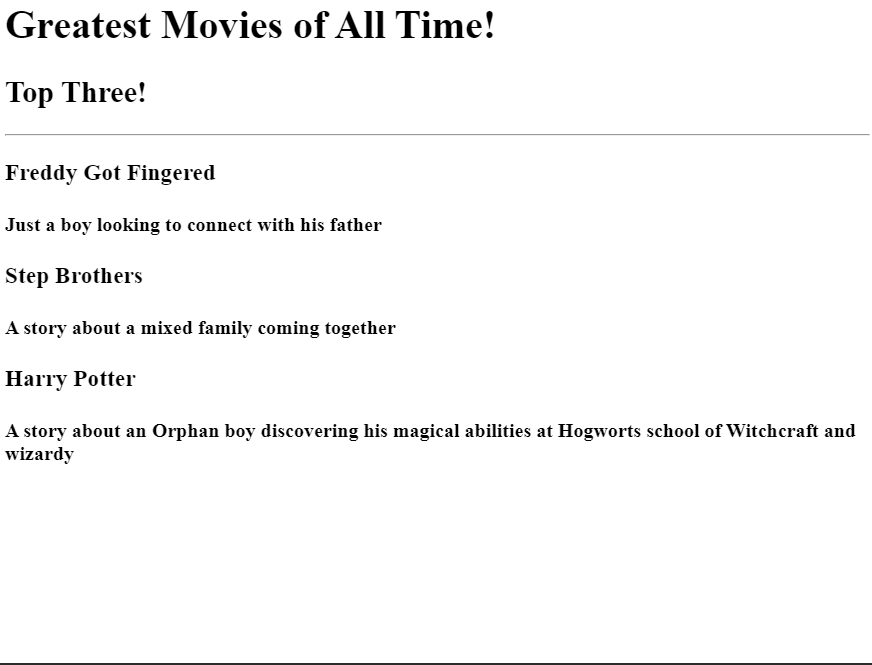 Greatest Movies of All Time!
Top Three!
Freddy Got Fingered
Just a boy looking to connect with his father
Step Brothers
A story about a mixed family coming together
Harry Potter
A story about an Orphan boy discovering his magical abilities at Hogworts school of Witchcraft and
wizardy